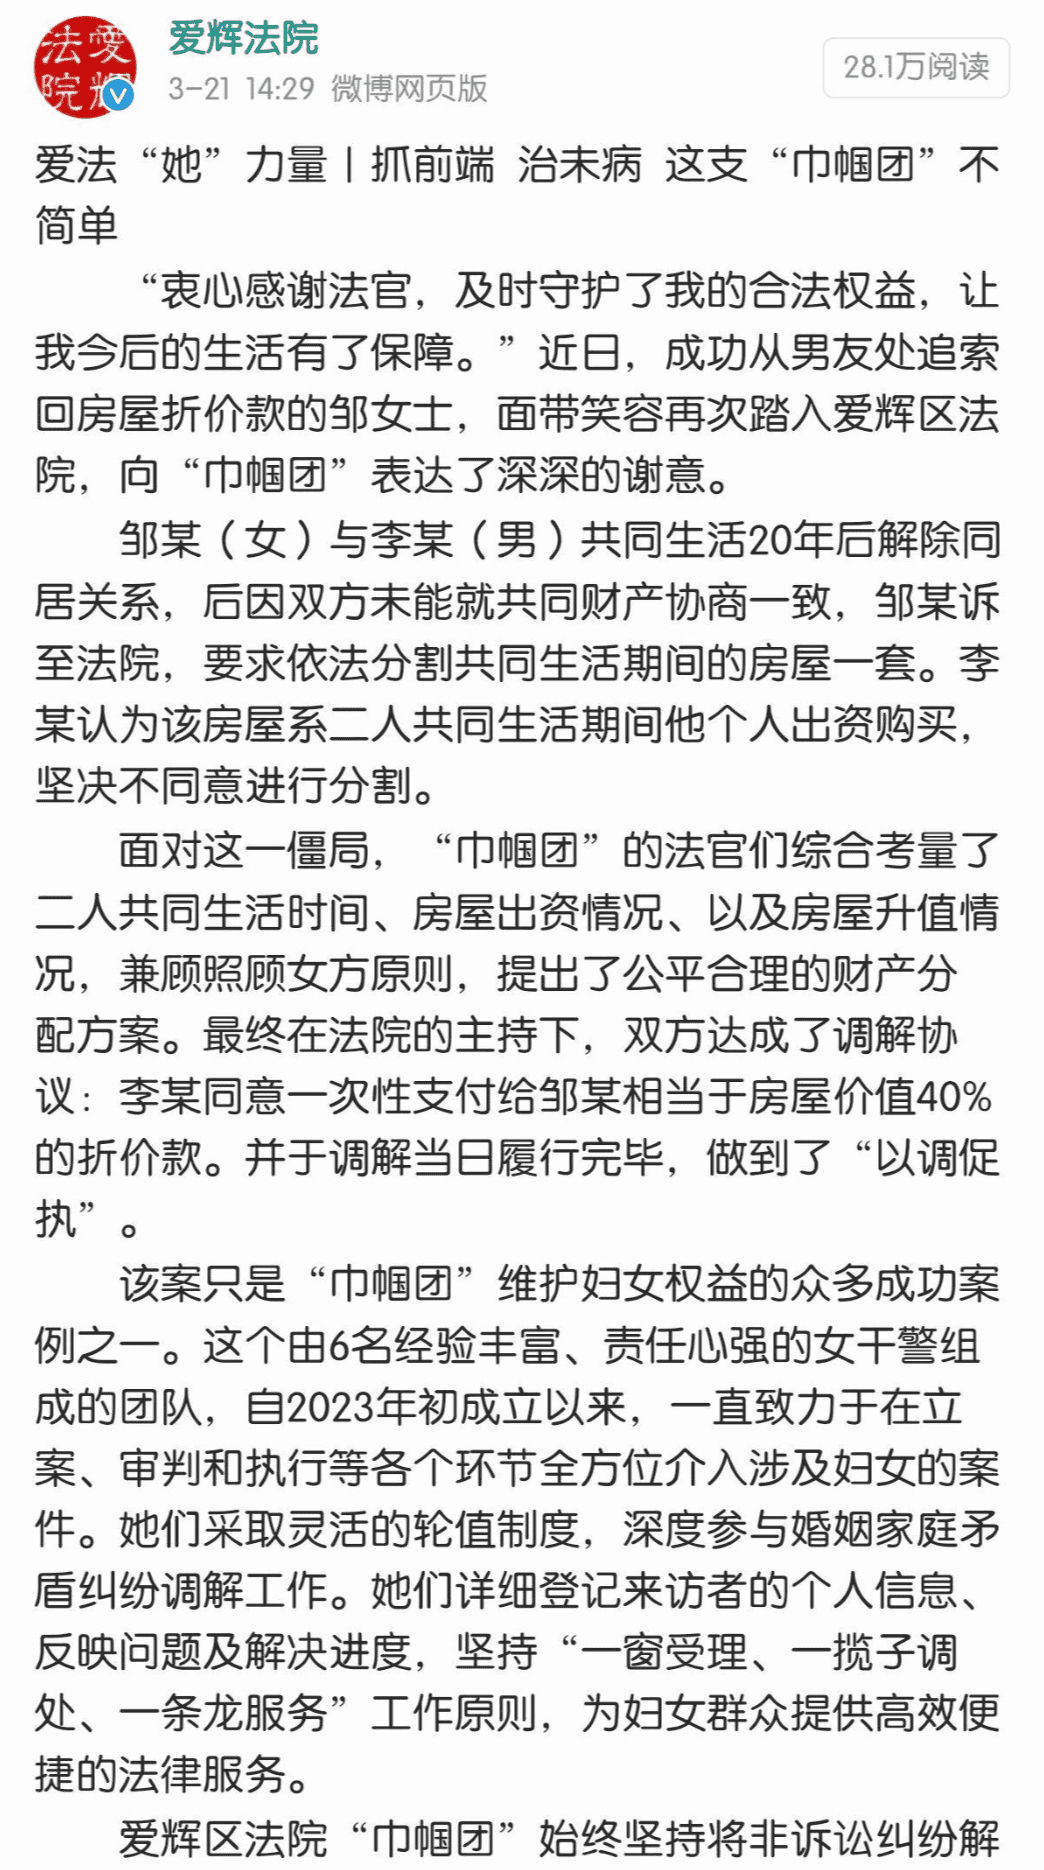 法爱
院辉
爱辉法院
3-21 14:29 微博网页版
28.1万阅读
爱法“她”力量丨抓前端 治未病 这支“巾帼团”不
简单
“衷心感谢法官，及时守护了我的合法权益，让
我今后的生活有了保障。”近日，成功从男友处追索
回房屋折价款的邹女士，面带笑容再次踏入爱辉区法
院，向“巾帼团”表达了深深的谢意。
邹某（女）与李某（男）共同生活20年后解除同
居关系，后因双方未能就共同财产协商一致，邹某诉
至法院，要求依法分割共同生活期间的房屋一套。李
某认为该房屋系二人共同生活期间他个人出资购买，
坚决不同意进行分割。
面对这一僵局，“巾帼团”的法官们综合考量了
二人共同生活时间、房屋出资情况、以及房屋升值情
况，兼顾照顾女方原则，提出了公平合理的财产分
配方案。最终在法院的主持下，双方达成了调解协
议：李某同意一次性支付给邹某相当于房屋价值40%
的折价款。并于调解当日履行完毕，做到了“以调促
执”。
该案只是“巾帼团”维护妇女权益的众多成功案
例之一。这个由6名经验丰富、责任心强的女干警组
成的团队，自2023年初成立以来，一直致力于在立
案、审判和执行等各个环节全方位介入涉及妇女的案
件。她们采取灵活的轮值制度，深度参与婚姻家庭矛
盾纠纷调解工作。她们详细登记来访者的个人信息、
反映问题及解决进度，坚持“一窗受理、一揽子调
处、一条龙服务”工作原则，为妇女群众提供高效便
捷的法律服务。
爱辉区法院“巾帼团”始终坚持将非诉讼纠纷解